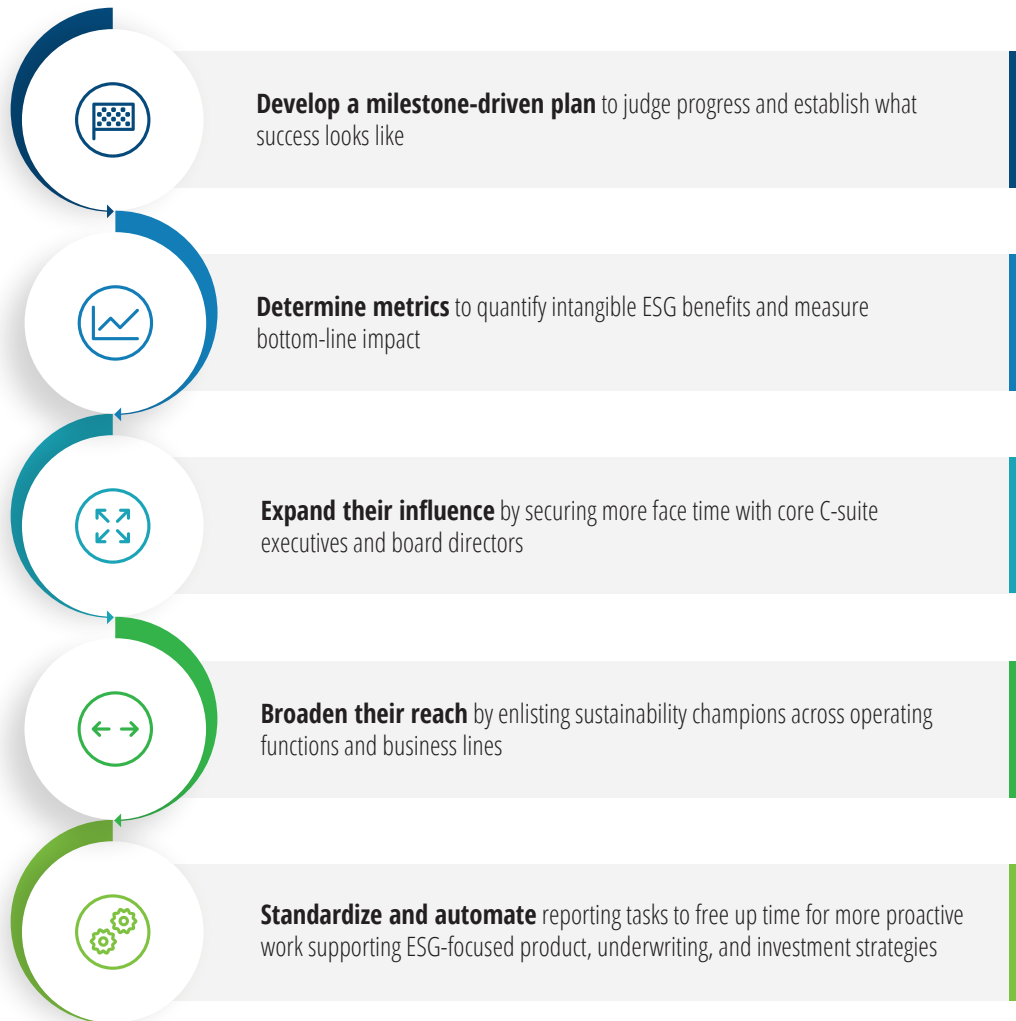 Develop a milestone-driven plan to judge progress and establish what
success looks like
Determine metrics to quantify intangible ESG benefits and measure
bottom-line impact
Expand their influence by securing more face time with core C-suite
executives and board directors
Broaden their reach by enlisting sustainability champions across operating
functions and business lines
Standardize and automate reporting tasks to free up time for more proactive
work supporting ESG-focused product, underwriting, and investment strategies